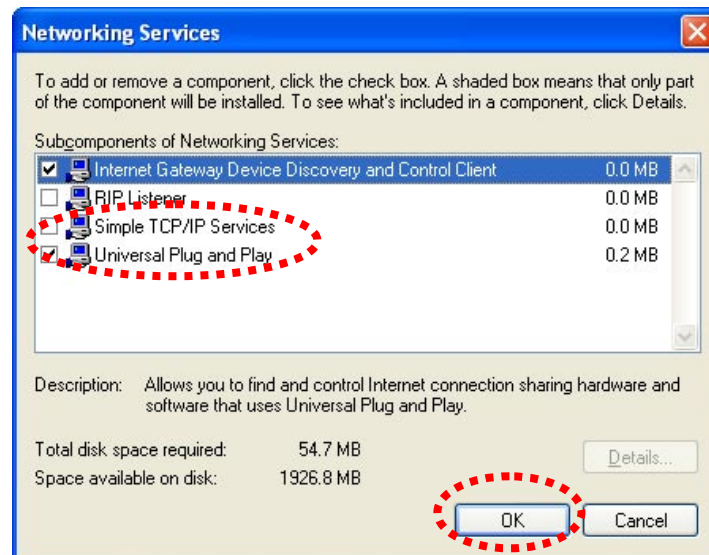 Networking Services
To add or remove a component, click the check box. A shaded box means that only part
of the component will be installed. To see what's included in a component, click Details.
Subcomponents of Networking Services:
Internet Gateway Device Discovery and Control Client 0.0 MB
RIP Listener 0.0 MB
Simple TCP/IP Services 0.0 MB
Universal Plug and Play 0.2 MB
Description: Allows you to find and control Internet connection sharing hardware and
software that uses Universal Plug and Play.
Total disk space required: 54.7 MB
Details...
Space available on disk: 1926.8 MB
OK Cancel